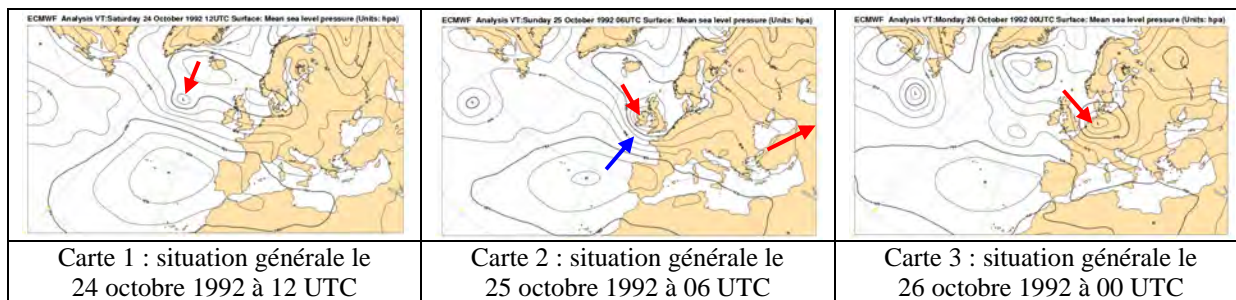 ECMWF Analysis VT:Saturday 24 October 1992 12UTC Surface: Mean sea level pressure (Units: hpa)
ECMWF Analysis VT:Sunday 25 October 1992 06UTC Surface: Mean sea level pressure (Units: hpa)
ECMWF Analysis VT:Monday 26 October 1992 00UTC Surface: Mean sea level pressure (Units: hpa)
Carte 1 : situation générale le
24 octobre 1992 à 12 UTC
Carte 2 : situation générale le
25 octobre 1992 à 06 UTC
Carte 3 : situation générale le
26 octobre 1992 à 00 UTC